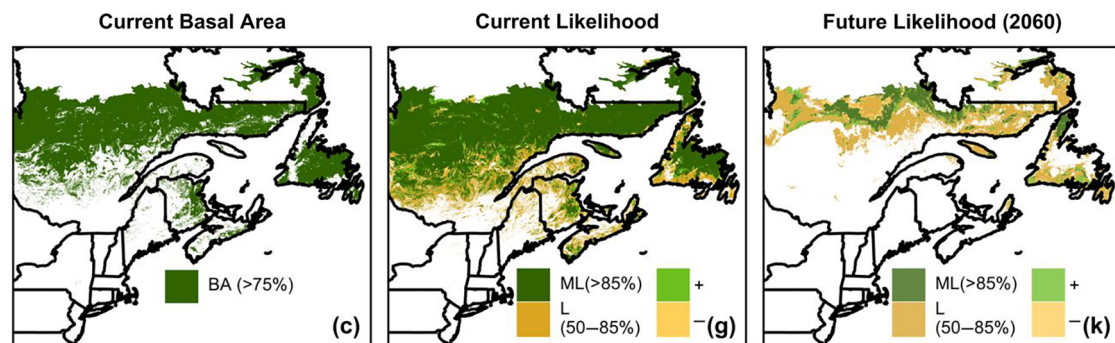 Current Basal Area
Current Likelihood
Future Likelihood (2060)
BA (>75%)
(c)
ML(>85%)
+
L
(50–85%)
–
(g)
ML(>85%)
+
L
(50–85%)
–
(k)